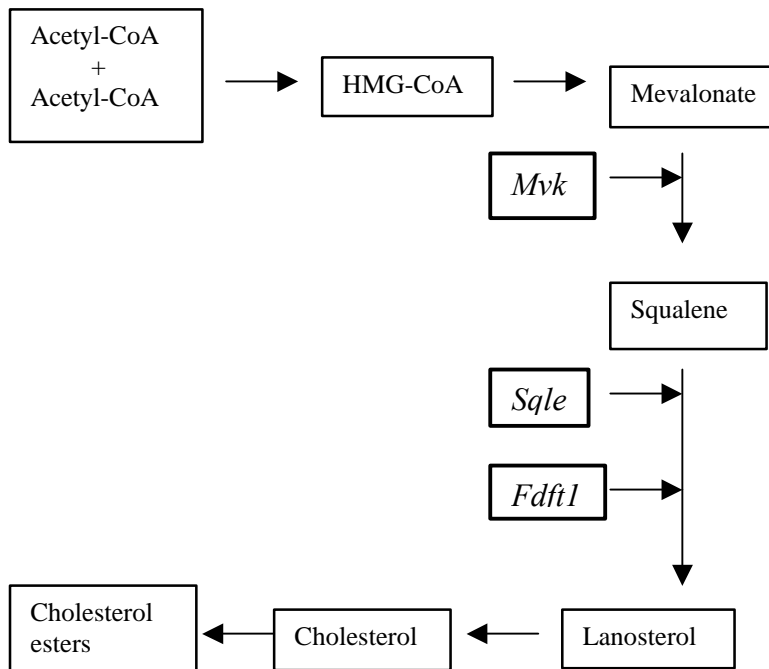 Acetyl-CoA
+
Acetyl-CoA
HMG-CoA
Mevalonate
Mvk
Squalene
Sqle
Fdft1
Cholesterol
esters
Cholesterol
Lanosterol